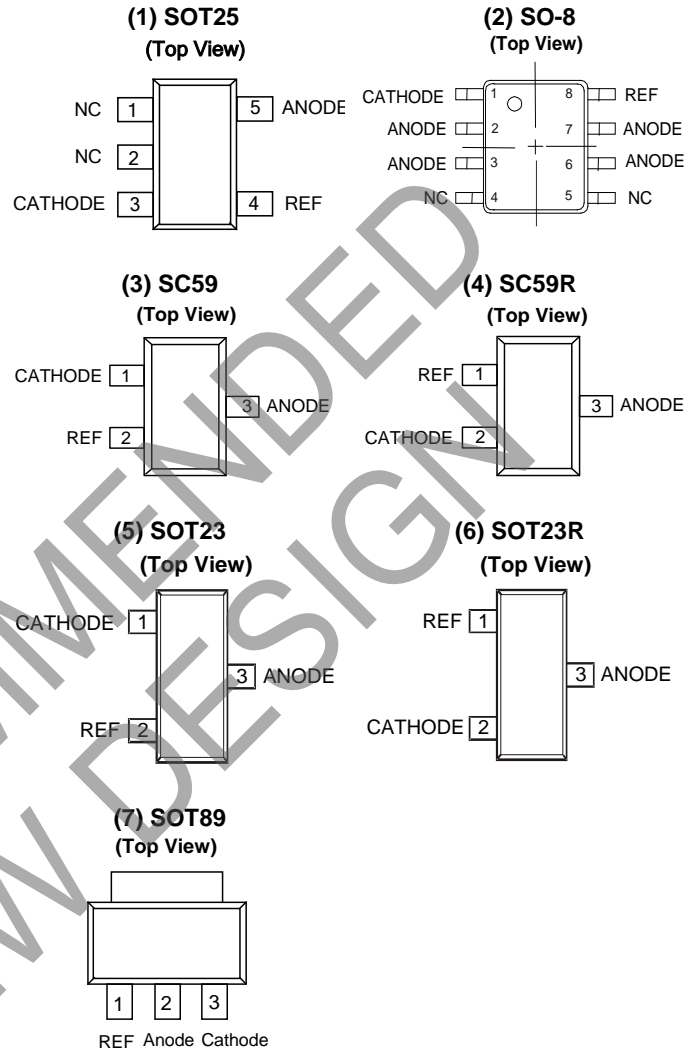 (1) SOT25
(Top View)
NC 1
NC 2
CATHODE 3
5 ANODE
4 REF
(2) SO-8
(Top View)
CATHODE 1
ANODE 2
ANODE 3
NC 4
8 REF
7 ANODE
6 ANODE
5 NC
(3) SC59
(Top View)
CATHODE 1
REF 2
3 ANODE
(4) SC59R
(Top View)
REF 1
CATHODE 2
3 ANODE
(5) SOT23
(Top View)
CATHODE 1
REF 2
3 ANODE
(6) SOT23R
(Top View)
REF 1
CATHODE 2
3 ANODE
(7) SOT89
(Top View)
1 2 3
REF Anode Cathode
MMENDED
W DESIGN